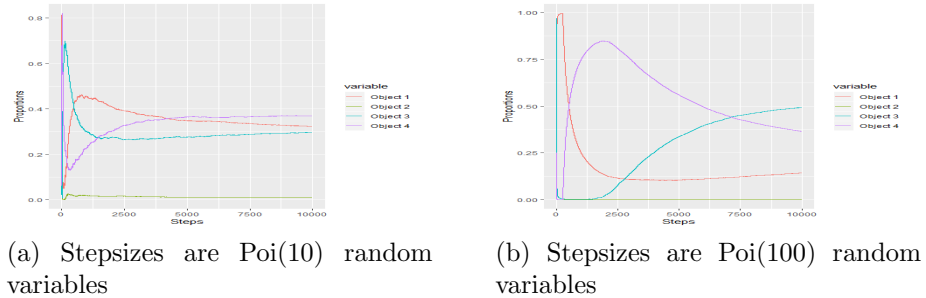 0.8
0.6
0.4
0.2
0.0
Proportions
0
2500
5000
7500
10000
Steps
variable
Object 1
Object 2
Object 3
Object 4
(a) Stepsizes are Poi(10) random
variables
1.00
0.75
0.50
0.25
0.00
Proportions
0
2500
5000
7500
10000
Steps
variable
Object 1
Object 2
Object 3
Object 4
(b) Stepsizes are Poi(100) random
variables